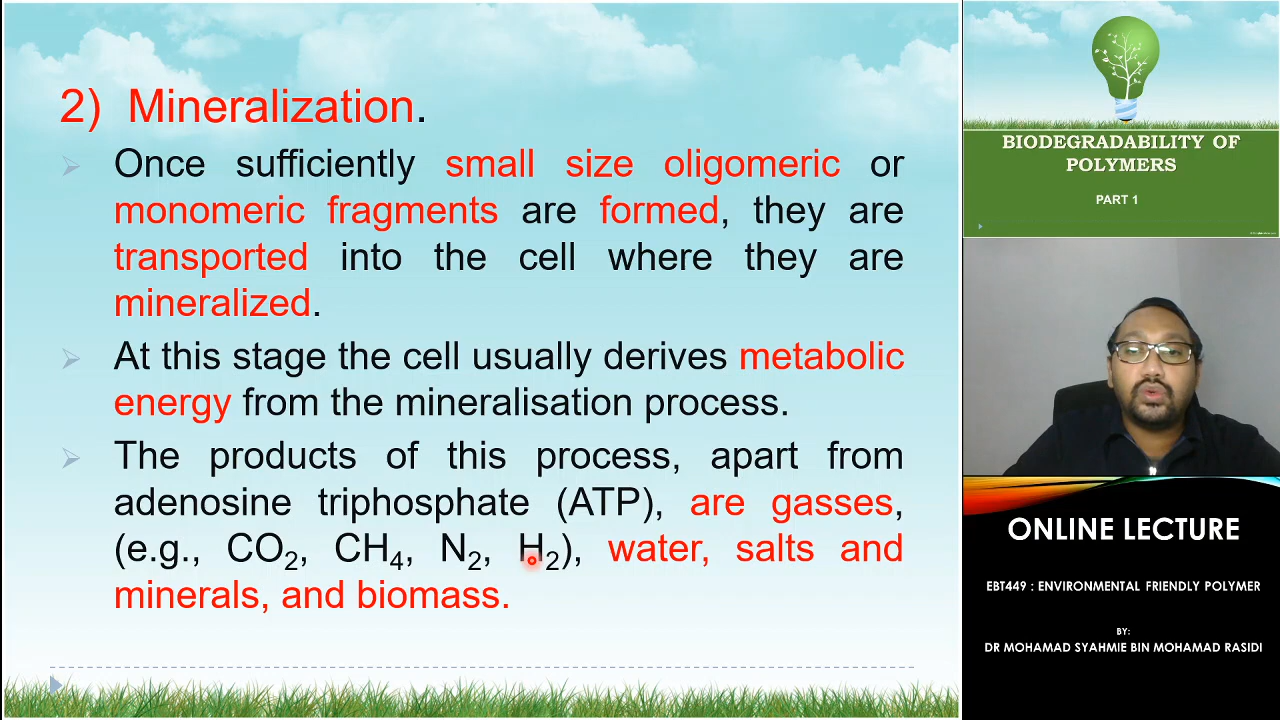 2) Mineralization.
Once sufficiently small size oligomeric or
monomeric fragments are formed, they are
transported into the cell where they are
mineralized.
At this stage the cell usually derives metabolic
energy from the mineralisation process.
The products of this process, apart from
adenosine triphosphate (ATP), are gasses,
(e.g., CO2, CH4, N2, H2), water, salts and
minerals, and biomass.
BIODEGRADABILITY OF
POLYMERS
PART 1
ONLINE LECTURE
EBT449 : ENVIRONMENTAL FRIENDLY POLYMER
BY:
DR MOHAMAD SYAHMIE BIN MOHAMAD RASIDI